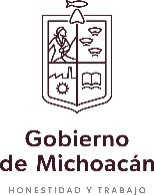 Gobierno
de Michoacán
HONESTIDAD Y TRABAJO